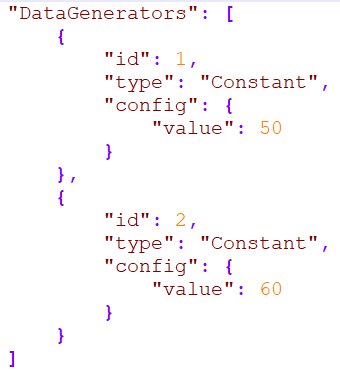 "DataGenerators": [
    {
        "id": 1,
        "type": "Constant",
        "config": {
            "value": 50
        }
    },
    {
        "id": 2,
        "type": "Constant",
        "config": {
            "value": 60
        }
    }
]